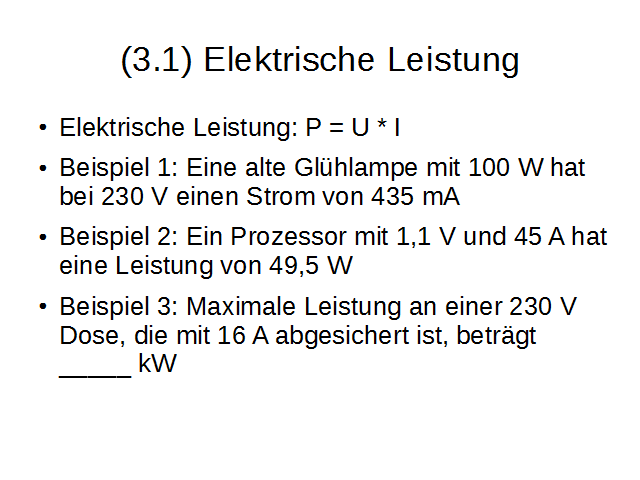 (3.1) Elektrische Leistung
• Elektrische Leistung: P = U * I
• Beispiel 1: Eine alte Glühlampe mit 100 W hat
bei 230 V einen Strom von 435 mA
• Beispiel 2: Ein Prozessor mit 1,1 V und 45 A hat
eine Leistung von 49,5 W
• Beispiel 3: Maximale Leistung an einer 230 V
Dose, die mit 16 A abgesichert ist, beträgt
_____ kW